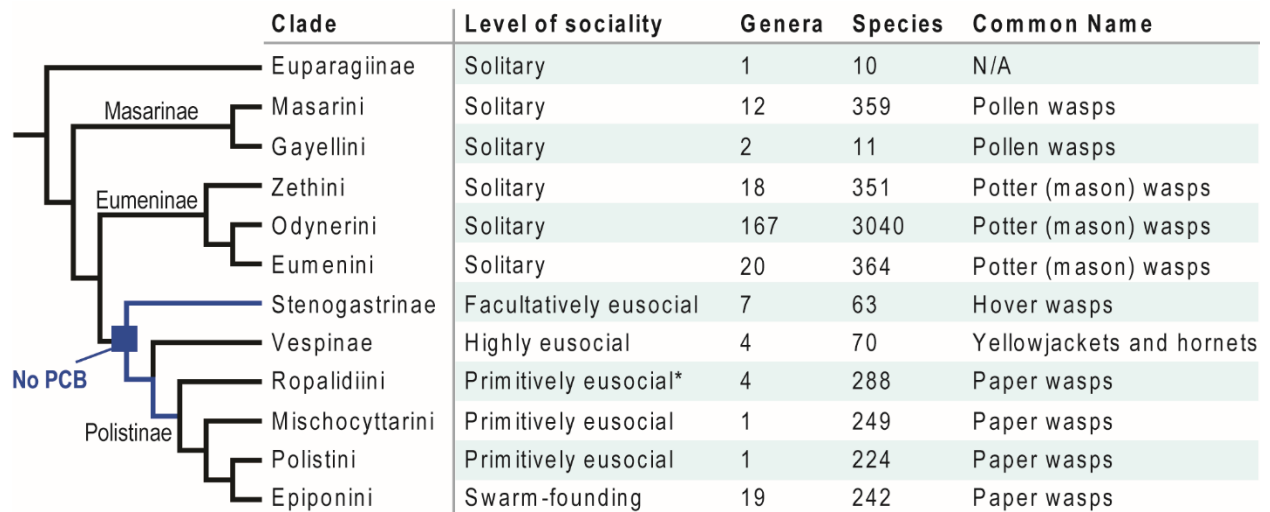 Clade Level of sociality Genera Species Common Name
Euparagiinae Solitary 1 10 N/A
Masarinae
Masarini Solitary 12 359 Pollen wasps
Gayellini Solitary 2 11 Pollen wasps
Zethini Solitary 18 351 Potter (mason) wasps
Eumeninae
Odynerini Solitary 167 3040 Potter (mason) wasps
Eumenini Solitary 20 364 Potter (mason) wasps
Stenogastrinae Facultatively eusocial 7 63 Hover wasps
Vespinae Highly eusocial 4 70 Yellowjackets and hornets
No PCB
Ropalidiini Primitively eusocial* 4 288 Paper wasps
Mischocyttarini Primitively eusocial 1 249 Paper wasps
Polistinae
Polistini Primitively eusocial 1 224 Paper wasps
Epiponini Swarm-founding 19 242 Paper wasps